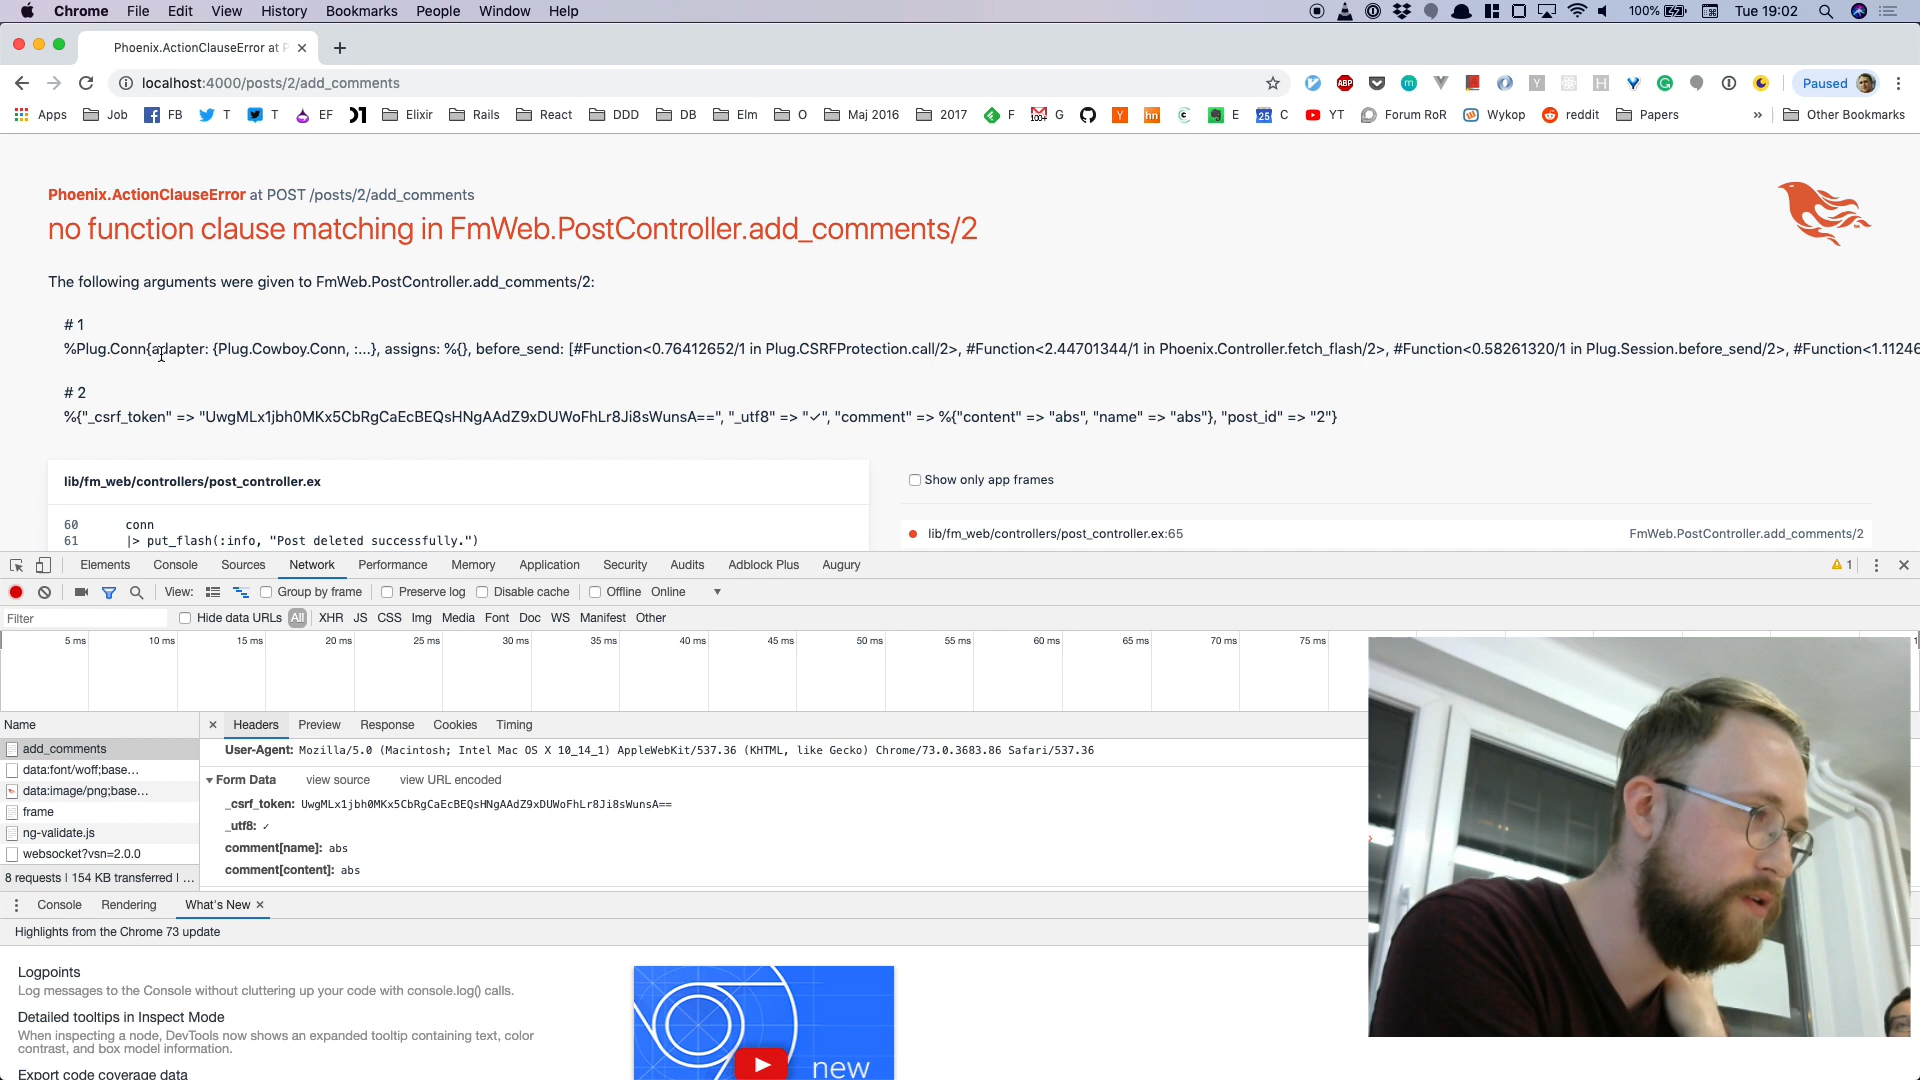 Chrome File Edit View History Bookmarks People Window Help 100% Tue 19:02
Phoenix.ActionClauseError at P
localhost:4000/posts/2/add_comments Paused
Apps Job FB T T EF Elixir Rails React DDD DB Elm O Maj 2016 2017 F G E C YT Forum RoR Wykop reddit Papers » Other Bookmarks
Phoenix.ActionClauseError at POST /posts/2/add_comments
no function clause matching in FmWeb.PostController.add_comments/2
The following arguments were given to FmWeb.PostController.add_comments/2:
# 1
%Plug.Conn{adapter: {Plug.Cowboy.Conn, :...}, assigns: %{}, before_send: [#Function<0.76412652/1 in Plug.CSRFProtection.call/2>, #Function<2.44701344/1 in Phoenix.Controller.fetch_flash/2>, #Function<0.58261320/1 in Plug.Session.before_send/2>, #Function<1.11246
# 2
%{"_csrf_token" => "UwgMLx1jbh0MKx5CbRgCaEcBEQsHNgAAdZ9xDUWoFhLr8Ji8sWunsA==", "_utf8" => "✓", "comment" => %{"content" => "abs", "name" => "abs"}, "post_id" => "2"}
lib/fm_web/controllers/post_controller.ex
Show only app frames
60 conn
61 |> put_flash(:info, "Post deleted successfully.")
lib/fm_web/controllers/post_controller.ex:65 FmWeb.PostController.add_comments/2
Elements Console Sources Network Performance Memory Application Security Audits Adblock Plus Augury 1
View: Group by frame Preserve log Disable cache Offline Online
Filter Hide data URLs All XHR JS CSS Img Media Font Doc WS Manifest Other
5 ms 10 ms 15 ms 20 ms 25 ms 30 ms 35 ms 40 ms 45 ms 50 ms 55 ms 60 ms 65 ms 70 ms 75 ms
Name
add_comments
data:font/woff;base...
data:image/png;base...
frame
ng-validate.js
websocket?vsn=2.0.0
8 requests | 154 KB transferred | ...
Headers Preview Response Cookies Timing
User-Agent: Mozilla/5.0 (Macintosh; Intel Mac OS X 10_14_1) AppleWebKit/537.36 (KHTML, like Gecko) Chrome/73.0.3683.86 Safari/537.36
Form Data view source view URL encoded
_csrf_token: UwgMLx1jbh0MKx5CbRgCaEcBEQsHNgAAdZ9xDUWoFhLr8Ji8sWunsA==
_utf8: ✓
comment[name]: abs
comment[content]: abs
Console Rendering What's New
Highlights from the Chrome 73 update
Logpoints
Log messages to the Console without cluttering up your code with console.log() calls.
Detailed tooltips in Inspect Mode
When inspecting a node, DevTools now shows an expanded tooltip containing text, color
contrast, and box model information.
Export code coverage data
new